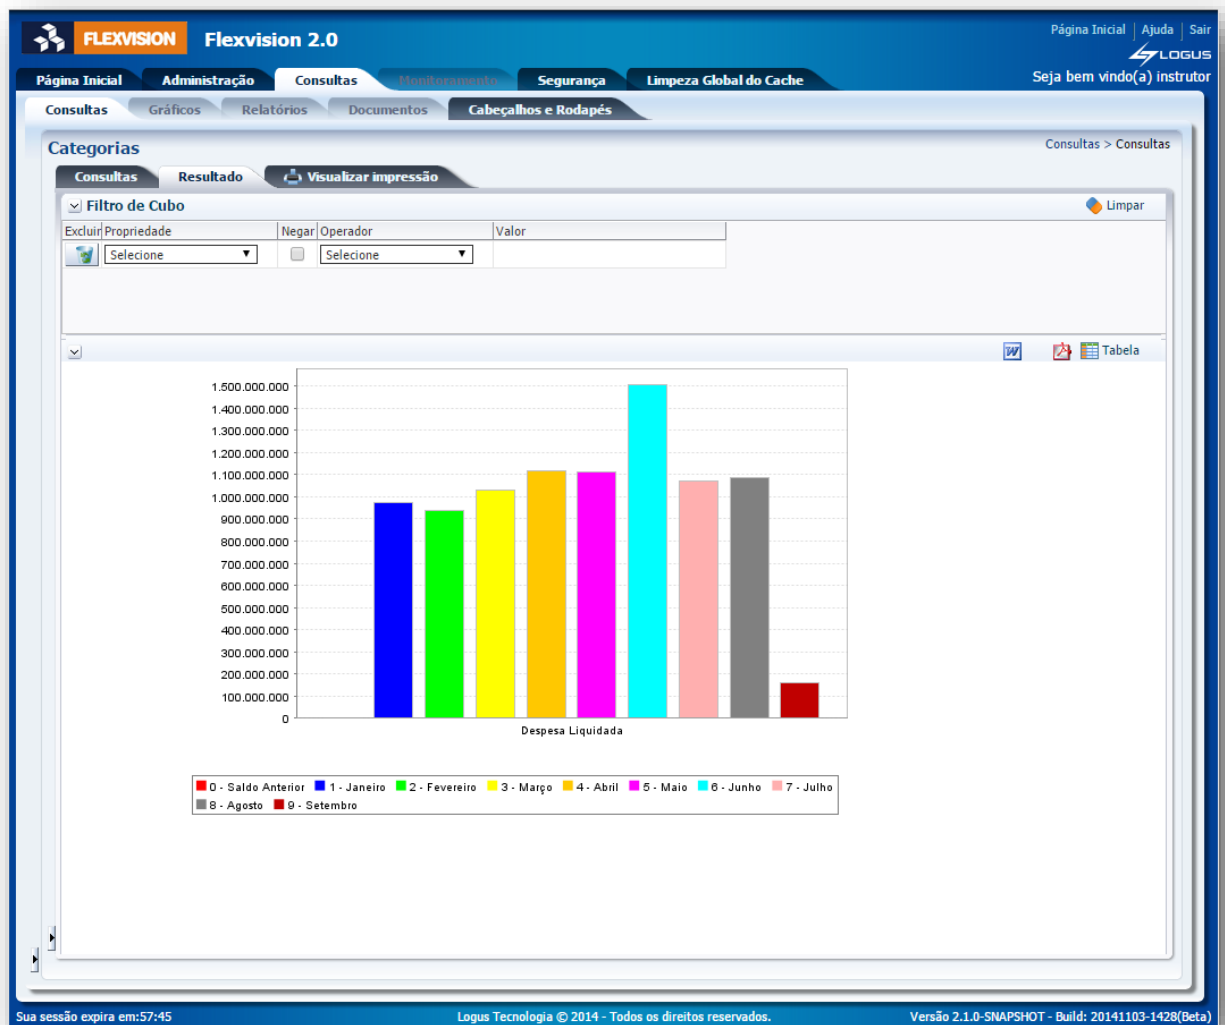 FLEXVISION Flexvision 2.0
Página Inicial Ajuda Sair
LOGUS
Seja bem vindo(a) instrutor
Página Inicial Administração Consultas Monitoramento Segurança Limpeza Global do Cache
Consultas Gráficos Relatórios Documentos Cabeçalhos e Rodapés
Categorias
Consultas > Consultas
Consultas Resultado Visualizar impressão
Filtro de Cubo Limpar
Excluir Propriedade Negar Operador Valor
Selecione Selecione
W Tabela
1.500.000.000
1.400.000.000
1.300.000.000
1.200.000.000
1.100.000.000
1.000.000.000
900.000.000
800.000.000
700.000.000
600.000.000
500.000.000
400.000.000
300.000.000
200.000.000
100.000.000
0
Despesa Liquidada
0 - Saldo Anterior 1 - Janeiro 2 - Fevereiro 3 - Março 4 - Abril 5 - Maio 6 - Junho 7 - Julho
8 - Agosto 9 - Setembro
Sua sessão expira em:57:45 Logus Tecnologia © 2014 - Todos os direitos reservados. Versão 2.1.0-SNAPSHOT - Build: 20141103-1428(Beta)